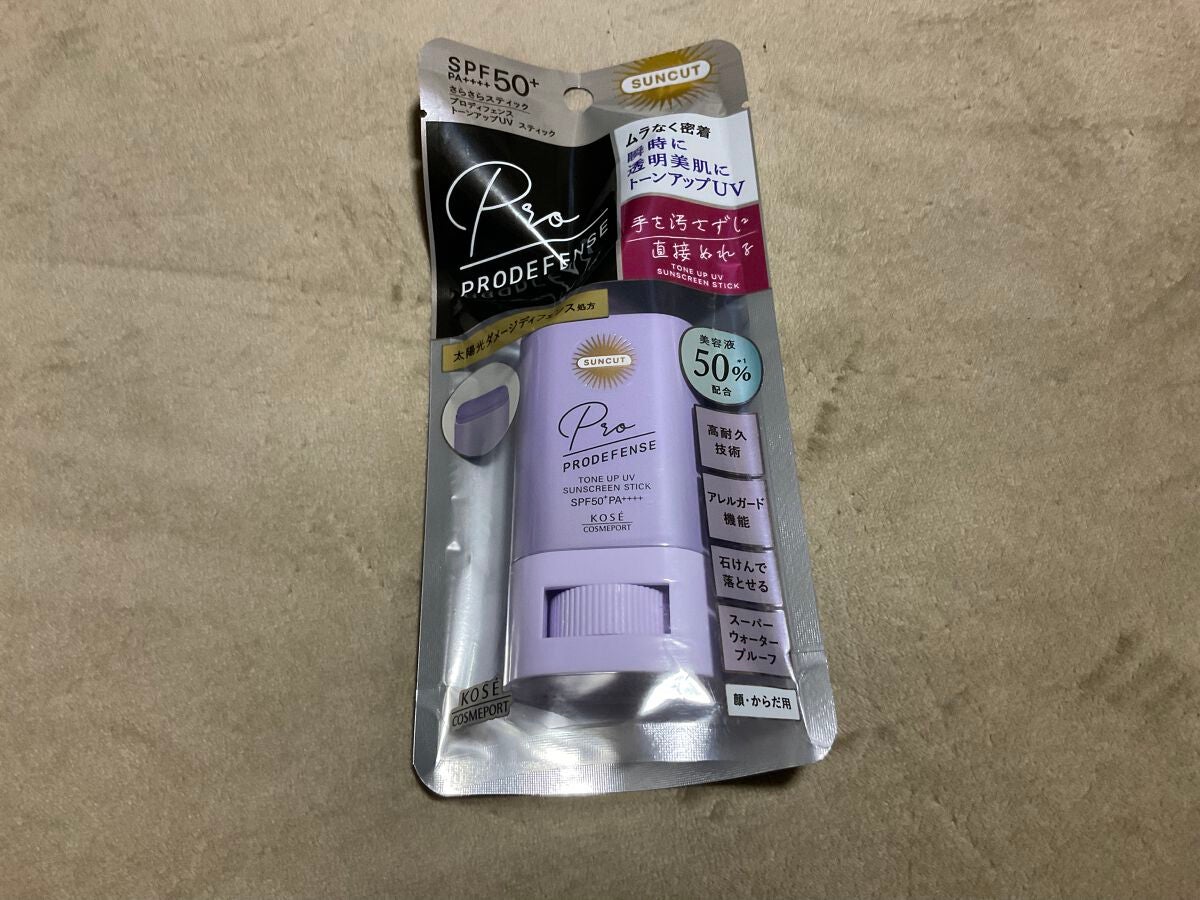 SPF50+
PA++++
さらさらスティック
プロディフェンス
トーンアップUV スティック
SUNCUT
ムラなく密着
瞬時に
透明美肌に
トーンアップUV
Pro
PRODEFENSE
手を汚さずに
直接ぬれる
TONE UP UV
SUNSCREEN STICK
太陽光ダメージディフェンス処方
SUNCUT
Pro
PRODEFENSE
TONE UP UV
SUNSCREEN STICK
SPF50+PA++++
KOSÉ
COSMEPORT
美容液
50%*1
配合
高耐久
技術
アレルガード
機能
石けんで
落とせる
スーパー
ウォーター
プルーフ
顔・からだ用
KOSÉ
COSMEPORT